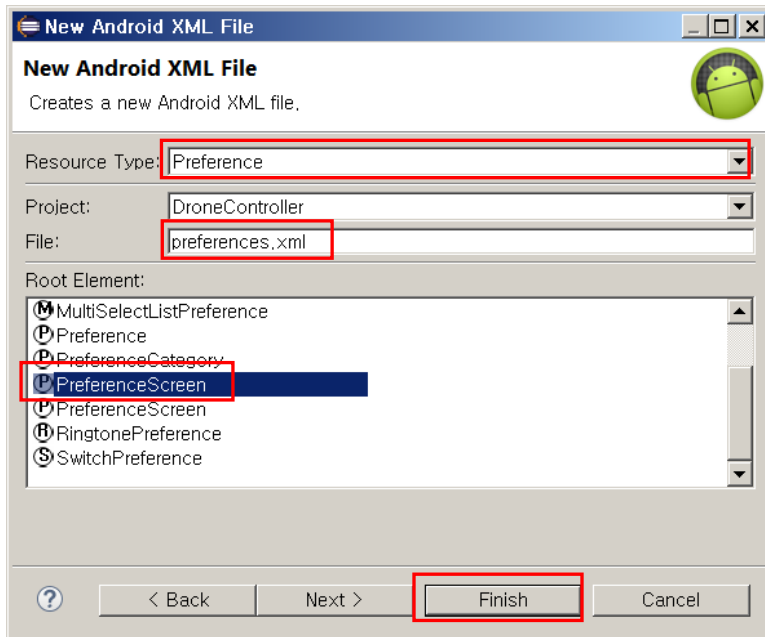 New Android XML File
New Android XML File
Creates a new Android XML file,
Resource Type: Preference
Project: DroneController
File: preferences,xml
Root Element:
M MultiSelectListPreference
P Preference
P PreferenceCategory
P PreferenceScreen
P PreferenceScreen
R RingtonePreference
S SwitchPreference
? < Back Next > Finish Cancel